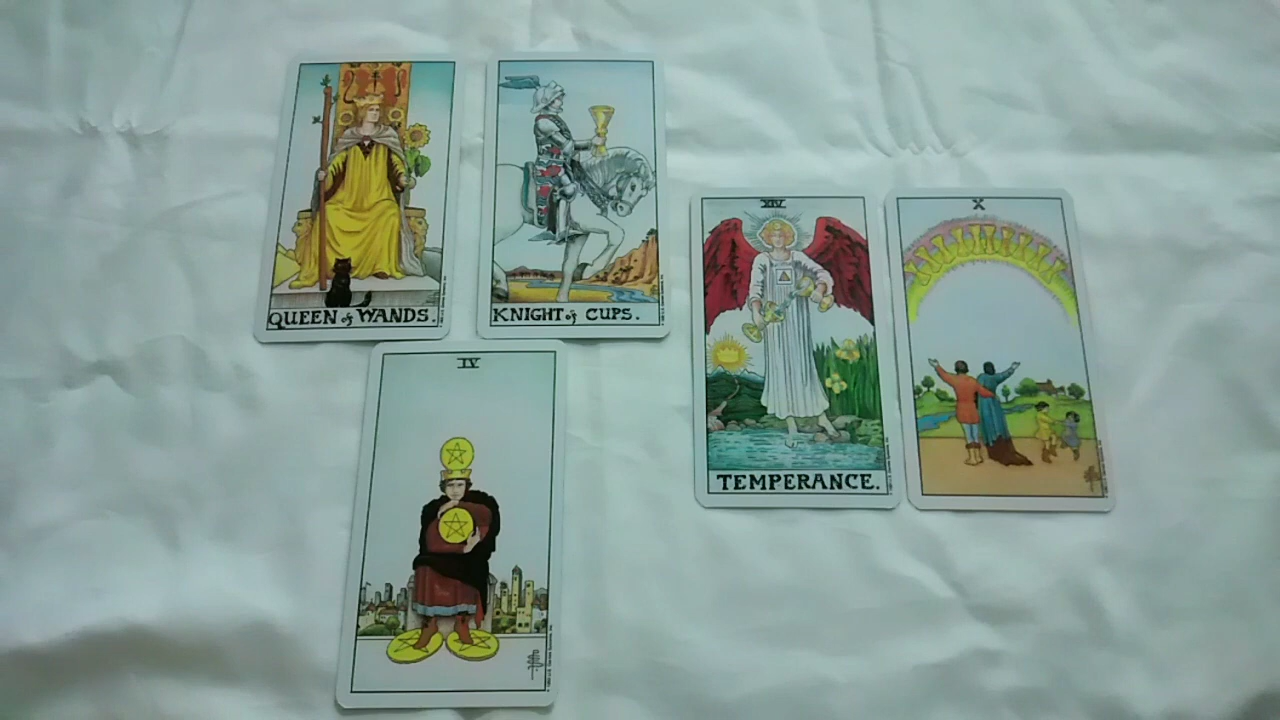 QUEEN of WANDS.
KNIGHT of CUPS.
XIV
TEMPERANCE.
X
IV